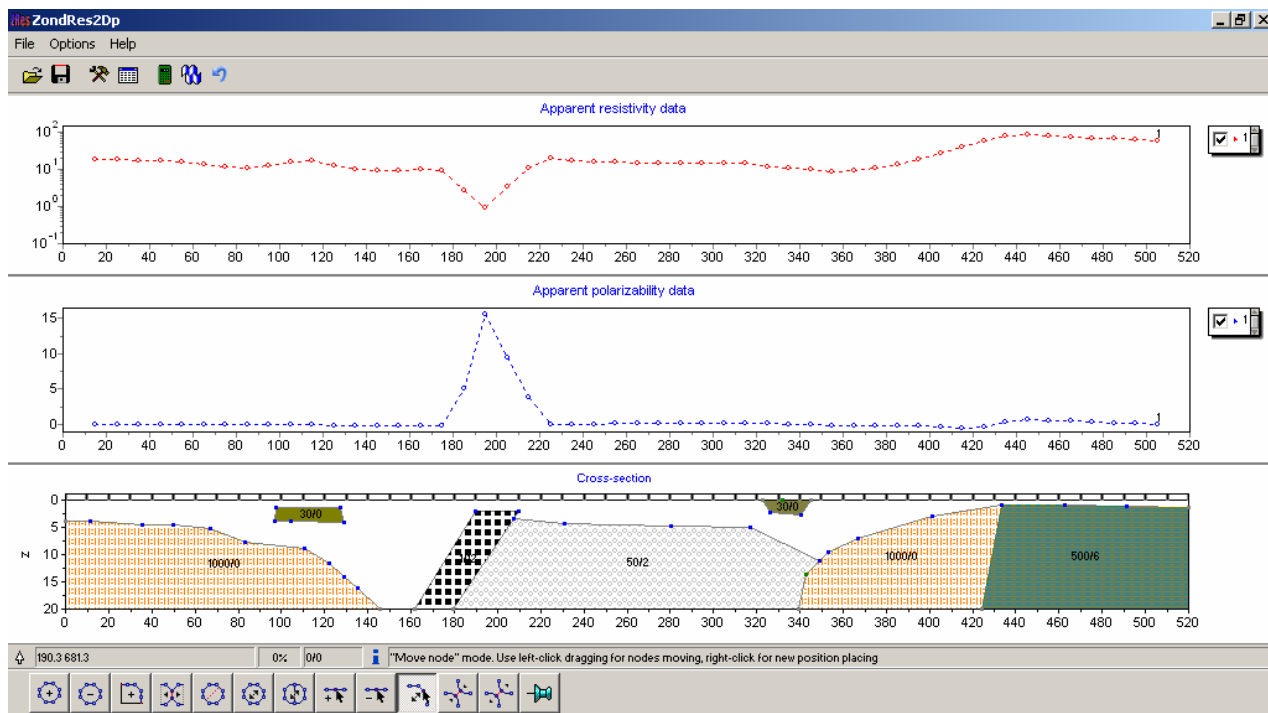 zRes ZondRes2Dp
File Options Help
Apparent resistivity data
10^2
10^1
10^0
10^-1
0 20 40 60 80 100 120 140 160 180 200 220 240 260 280 300 320 340 360 380 400 420 440 460 480 500 520
1
1
Apparent polarizability data
15
10
5
0
0 20 40 60 80 100 120 140 160 180 200 220 240 260 280 300 320 340 360 380 400 420 440 460 480 500 520
1
1
Cross-section
z
0
5
10
15
20
30/0
30/0
1000/0
50/2
1000/0
500/6
0 20 40 60 80 100 120 140 160 180 200 220 240 260 280 300 320 340 360 380 400 420 440 460 480 500 520
190.3 681.3 0% 0/0 "Move node" mode. Use left-click dragging for nodes moving, right-click for new position placing